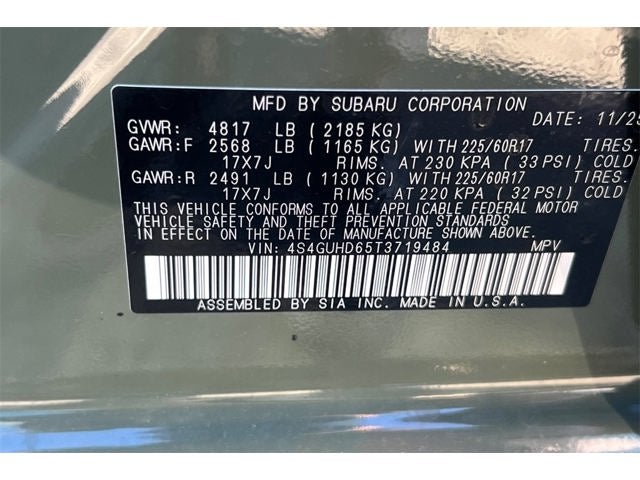 MFD BY SUBARU CORPORATION DATE: 11/25
GVWR: 4817 LB (2185 KG)
GAWR:F 2568 LB (1165 KG) WITH 225/60R17 TIRES.
17X7J RIMS. AT 230 KPA (33 PSI) COLD
GAWR:R 2491 LB (1130 KG) WITH 225/60R17 TIRES.
17X7J RIMS. AT 220 KPA (32 PSI) COLD
THIS VEHICLE CONFORMS TO ALL APPLICABLE FEDERAL MOTOR
VEHICLE SAFETY AND THEFT PREVENTION STANDARDS
IN EFFECT ON THE DATE OF MANUFACTURE SHOWN ABOVE.
VIN: 4S4GUHD65T3719484 MPV
ASSEMBLED BY SIA INC. MADE IN U.S.A.